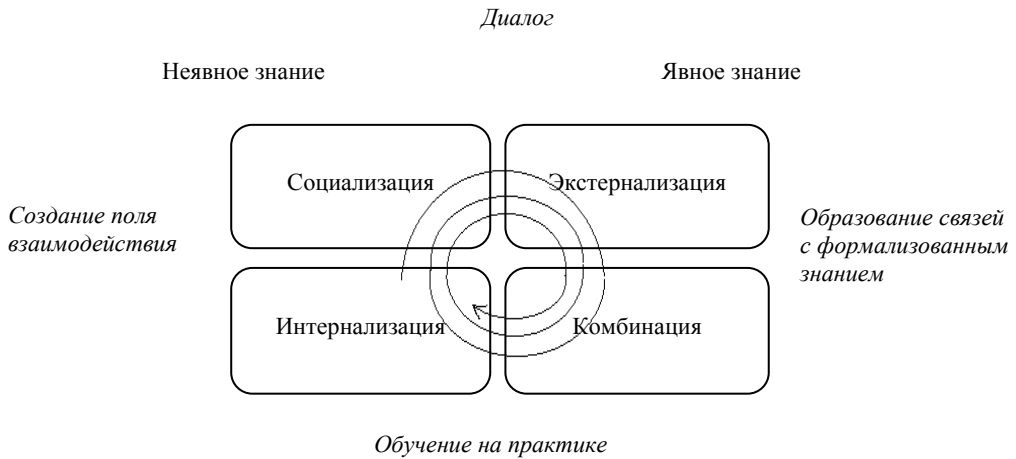 Диалог
Неявное знание
Явное знание
Социализация
Экстернализация
Создание поля
взаимодействия
Образование связей
с формализованным
знанием
Интернализация
Комбинация
Обучение на практике